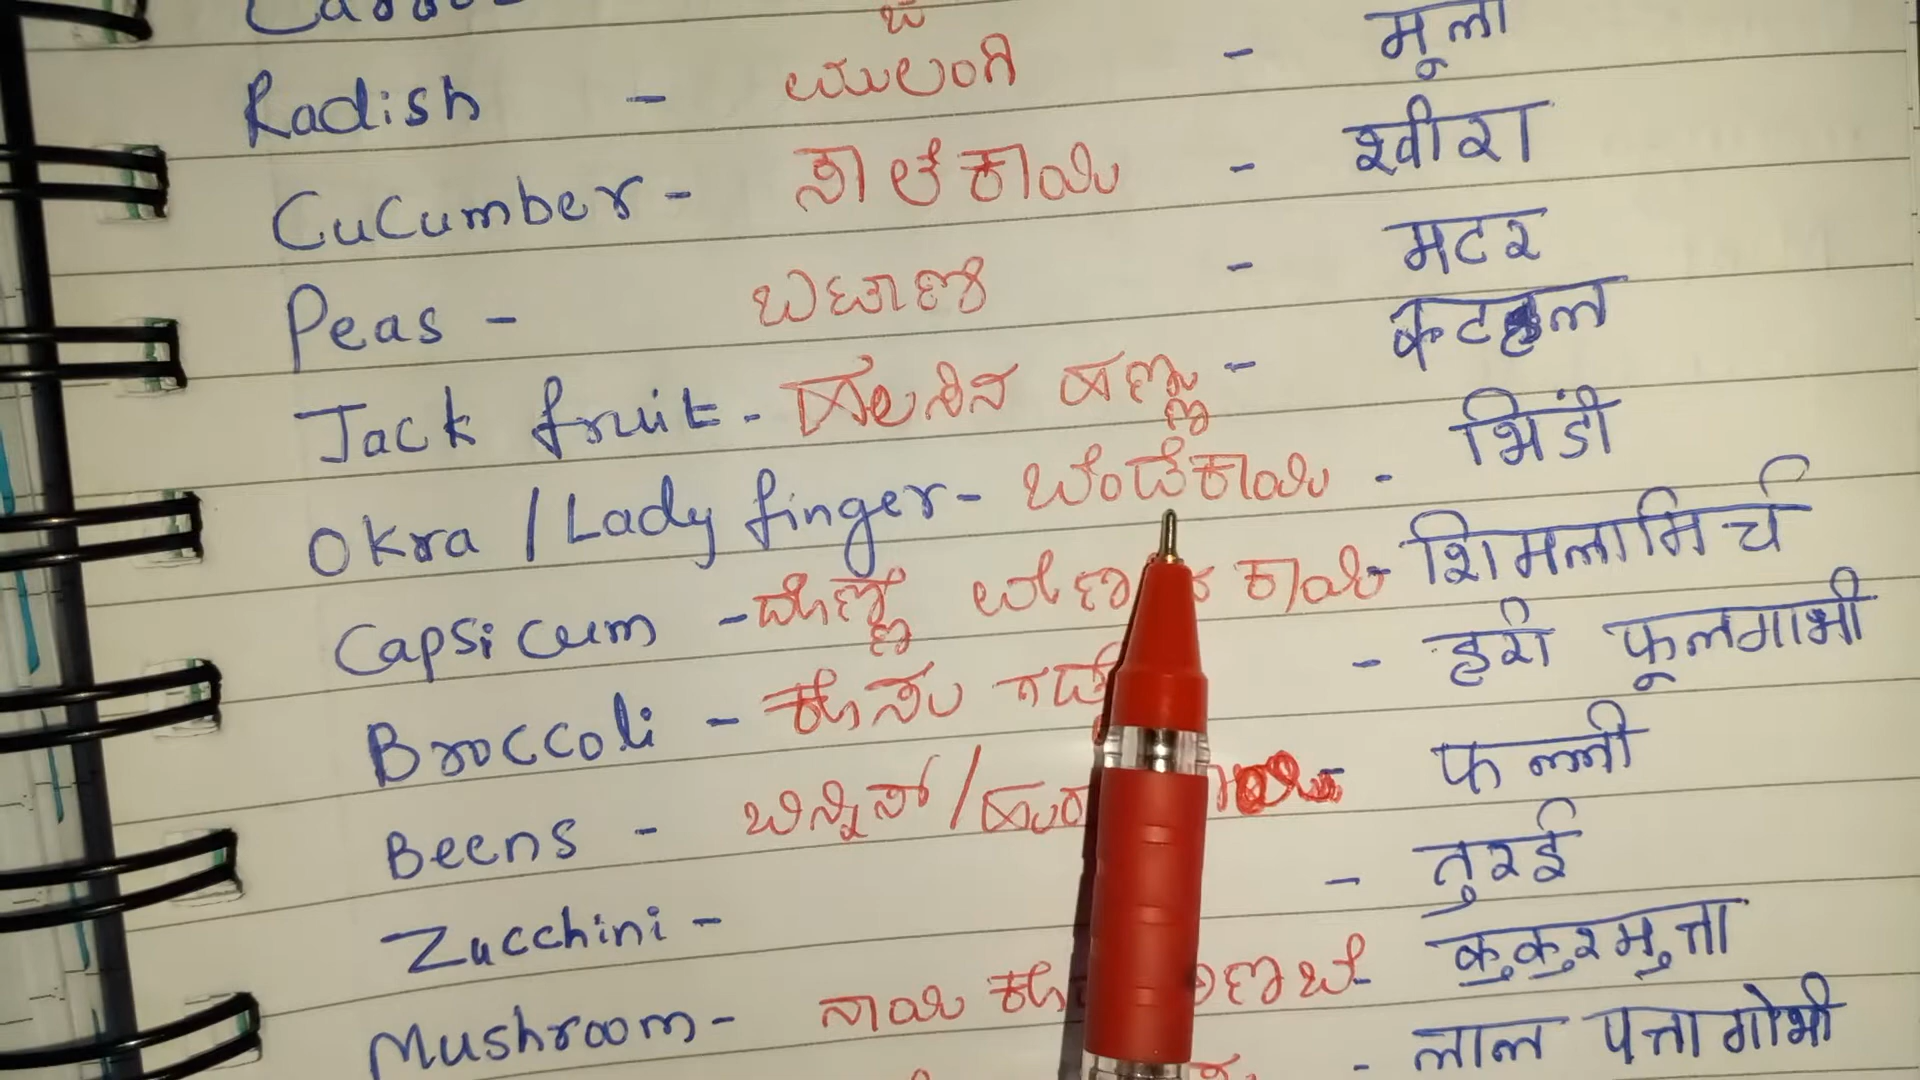 Radish - ಮುಲಂಗಿ - मूला
Cucumber - ಸಾತೆಕಾಯಿ - खीरा
Peas - ಬಟಾಣಿ - मटर
Jack fruit - ಹಲಸಿನ ಹಣ್ಣು - कटहल
Okra / Lady finger - ಬೆಂಡೆಕಾಯಿ - भिंडी
Capsicum - ದೊಣ್ಣೆ ಕಾಯಿ - शिमलामिर्च
Broccoli - ಕೋಸು - हरी फूलगाभी
Beens - ಬಿನ್ನಿಸ್ / - फल्ली
Zucchini - - तुरई
Mushroom - ನಾಯಿ - कुकुरमुत्ता
- लाल पत्तागोभी